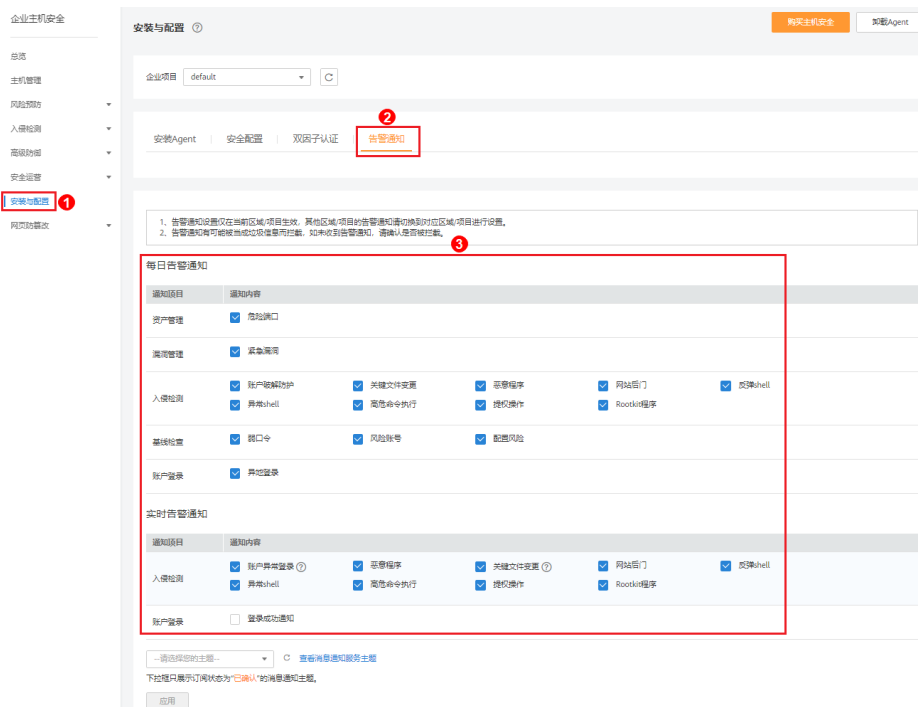 企业主机安全
安装与配置
购买主机安全
卸载Agent
总览
主机管理
风险预防
入侵检测
高级防御
安全运营
安装与配置
1
网页防篡改
企业项目
default
2
安装Agent
安全配置
双因子认证
告警通知
1、告警通知设置仅在当前区域/项目生效，其他区域/项目的告警通知请切换到对应区域/项目进行设置。
2、告警通知有可能被当成垃圾信息而拦截，如未收到告警通知，请确认是否被拦截。
3
每日告警通知
通知项目 通知内容
资产管理 危险端口
漏洞管理 紧急漏洞
入侵检测
账户破解防护 关键文件变更 恶意程序 网站后门 反弹shell
异常shell 高危命令执行 提权操作 Rootkit程序
基线检查 弱口令 风险账号 配置风险
账户登录 异地登录
实时告警通知
通知项目 通知内容
入侵检测
账户异常登录 恶意程序 关键文件变更 网站后门 反弹shell
异常shell 高危命令执行 提权操作 Rootkit程序
账户登录 登录成功通知
--请选择您的主题-- 查看消息通知服务主题
下拉框只展示订阅状态为“已确认”的消息通知主题。
应用